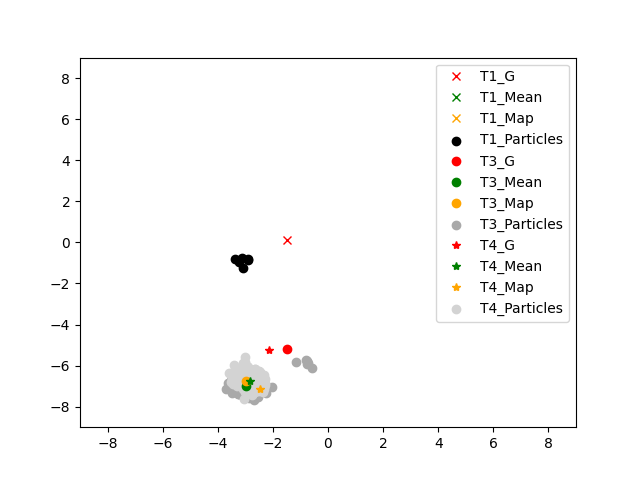 8
6
4
2
0
−2
−4
−6
−8
−8 −6 −4 −2 0 2 4 6 8
T1_G
T1_Mean
T1_Map
T1_Particles
T3_G
T3_Mean
T3_Map
T3_Particles
T4_G
T4_Mean
T4_Map
T4_Particles